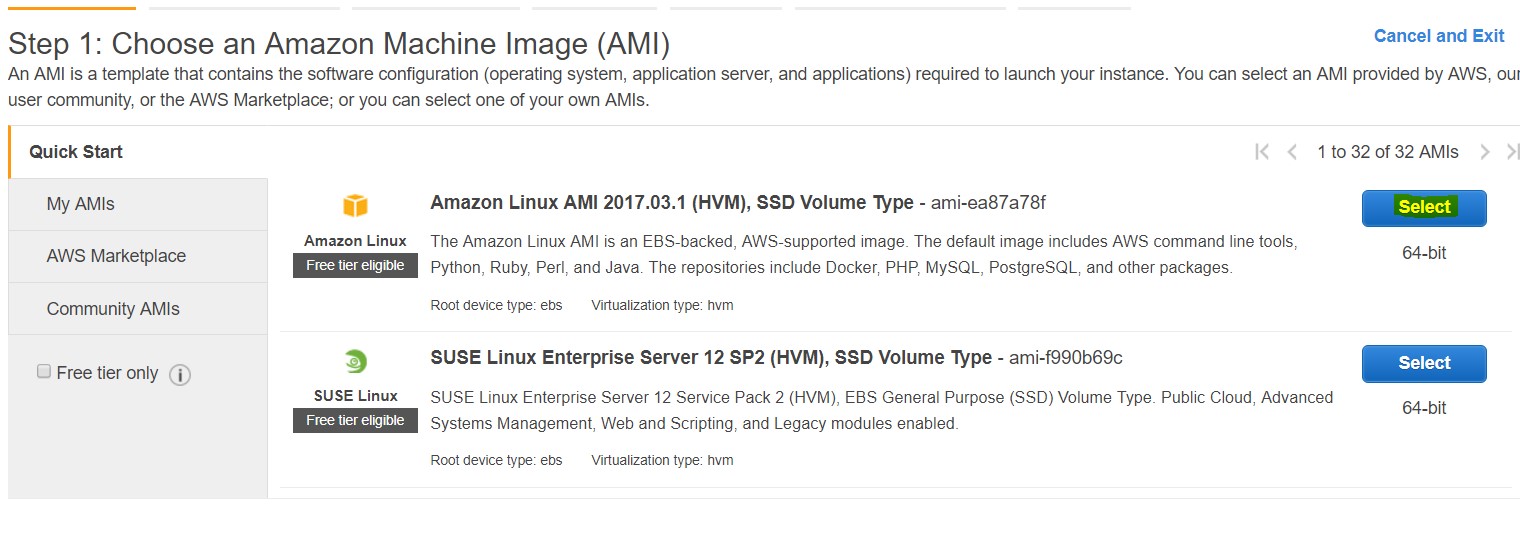 Step 1: Choose an Amazon Machine Image (AMI)
Cancel and Exit
An AMI is a template that contains the software configuration (operating system, application server, and applications) required to launch your instance. You can select an AMI provided by AWS, our
user community, or the AWS Marketplace; or you can select one of your own AMIs.
Quick Start
1 to 32 of 32 AMIs
My AMIs
AWS Marketplace
Community AMIs
Free tier only
Amazon Linux
Free tier eligible
Amazon Linux AMI 2017.03.1 (HVM), SSD Volume Type - ami-ea87a78f
The Amazon Linux AMI is an EBS-backed, AWS-supported image. The default image includes AWS command line tools,
Python, Ruby, Perl, and Java. The repositories include Docker, PHP, MySQL, PostgreSQL, and other packages.
Root device type: ebs Virtualization type: hvm
Select
64-bit
SUSE Linux
Free tier eligible
SUSE Linux Enterprise Server 12 SP2 (HVM), SSD Volume Type - ami-f990b69c
SUSE Linux Enterprise Server 12 Service Pack 2 (HVM), EBS General Purpose (SSD) Volume Type. Public Cloud, Advanced
Systems Management, Web and Scripting, and Legacy modules enabled.
Root device type: ebs Virtualization type: hvm
Select
64-bit